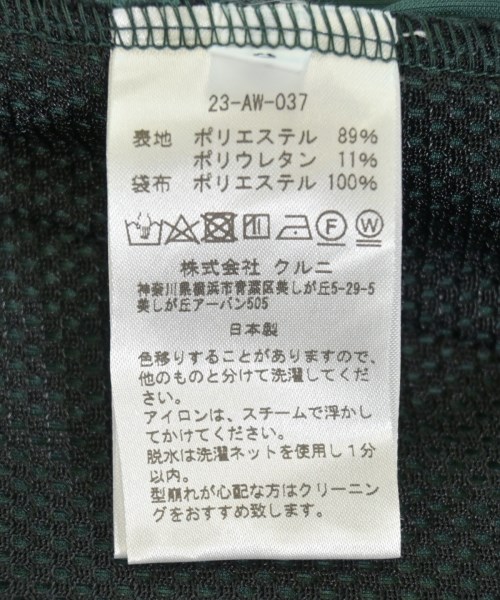 23-AW-037
表地 ポリエステル 89%
ポリウレタン 11%
袋布 ポリエステル 100%
F W
株式会社 クルニ
神奈川県横浜市青葉区美しが丘5-29-5
美しが丘アーバン505
日本製
色移りすることがありますので、
他のものと分けて洗濯してくだ
さい。
アイロンは、スチームで浮かし
てかけてください。
脱水は洗濯ネットを使用し1分
以内。
型崩れが心配な方はクリーニン
グをおすすめ致します。